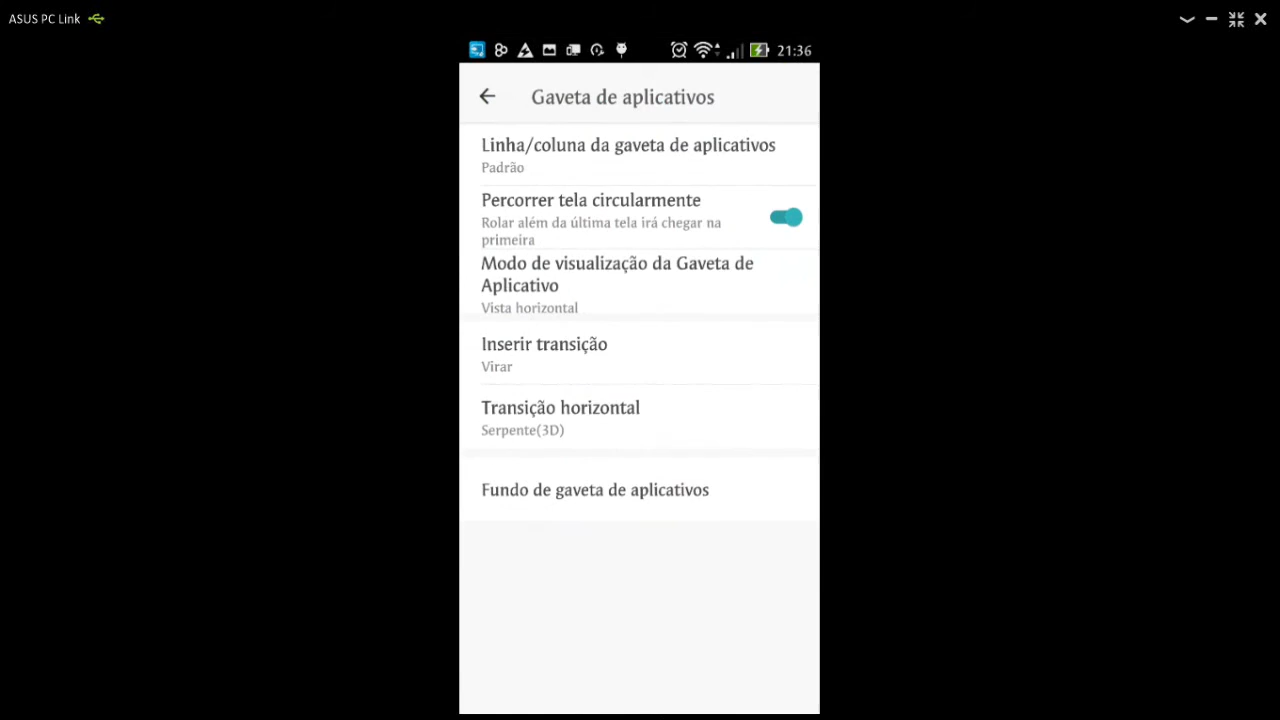 ASUS PC Link
21:36
Gaveta de aplicativos
Linha/coluna da gaveta de aplicativos
Padrão
Percorrer tela circularmente
Rolar além da última tela irá chegar na
primeira
Modo de visualização da Gaveta de
Aplicativo
Vista horizontal
Inserir transição
Virar
Transição horizontal
Serpente(3D)
Fundo de gaveta de aplicativos